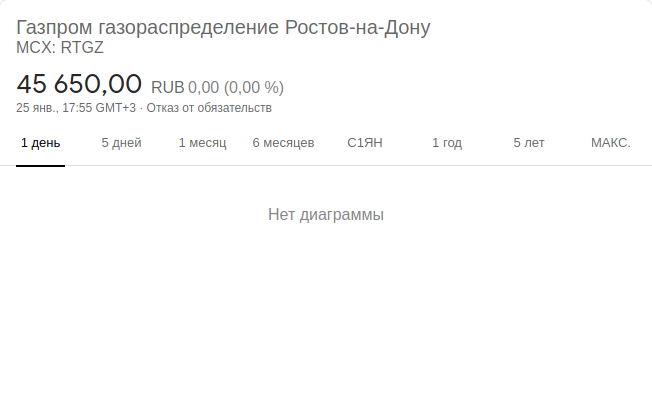 Газпром газораспределение Ростов-на-Дону
MCX: RTGZ
45 650,00 RUB 0,00 (0,00 %)
25 янв., 17:55 GMT+3 · Отказ от обязательств
1 день 5 дней 1 месяц 6 месяцев С1ЯН 1 год 5 лет МАКС.
Нет диаграммы